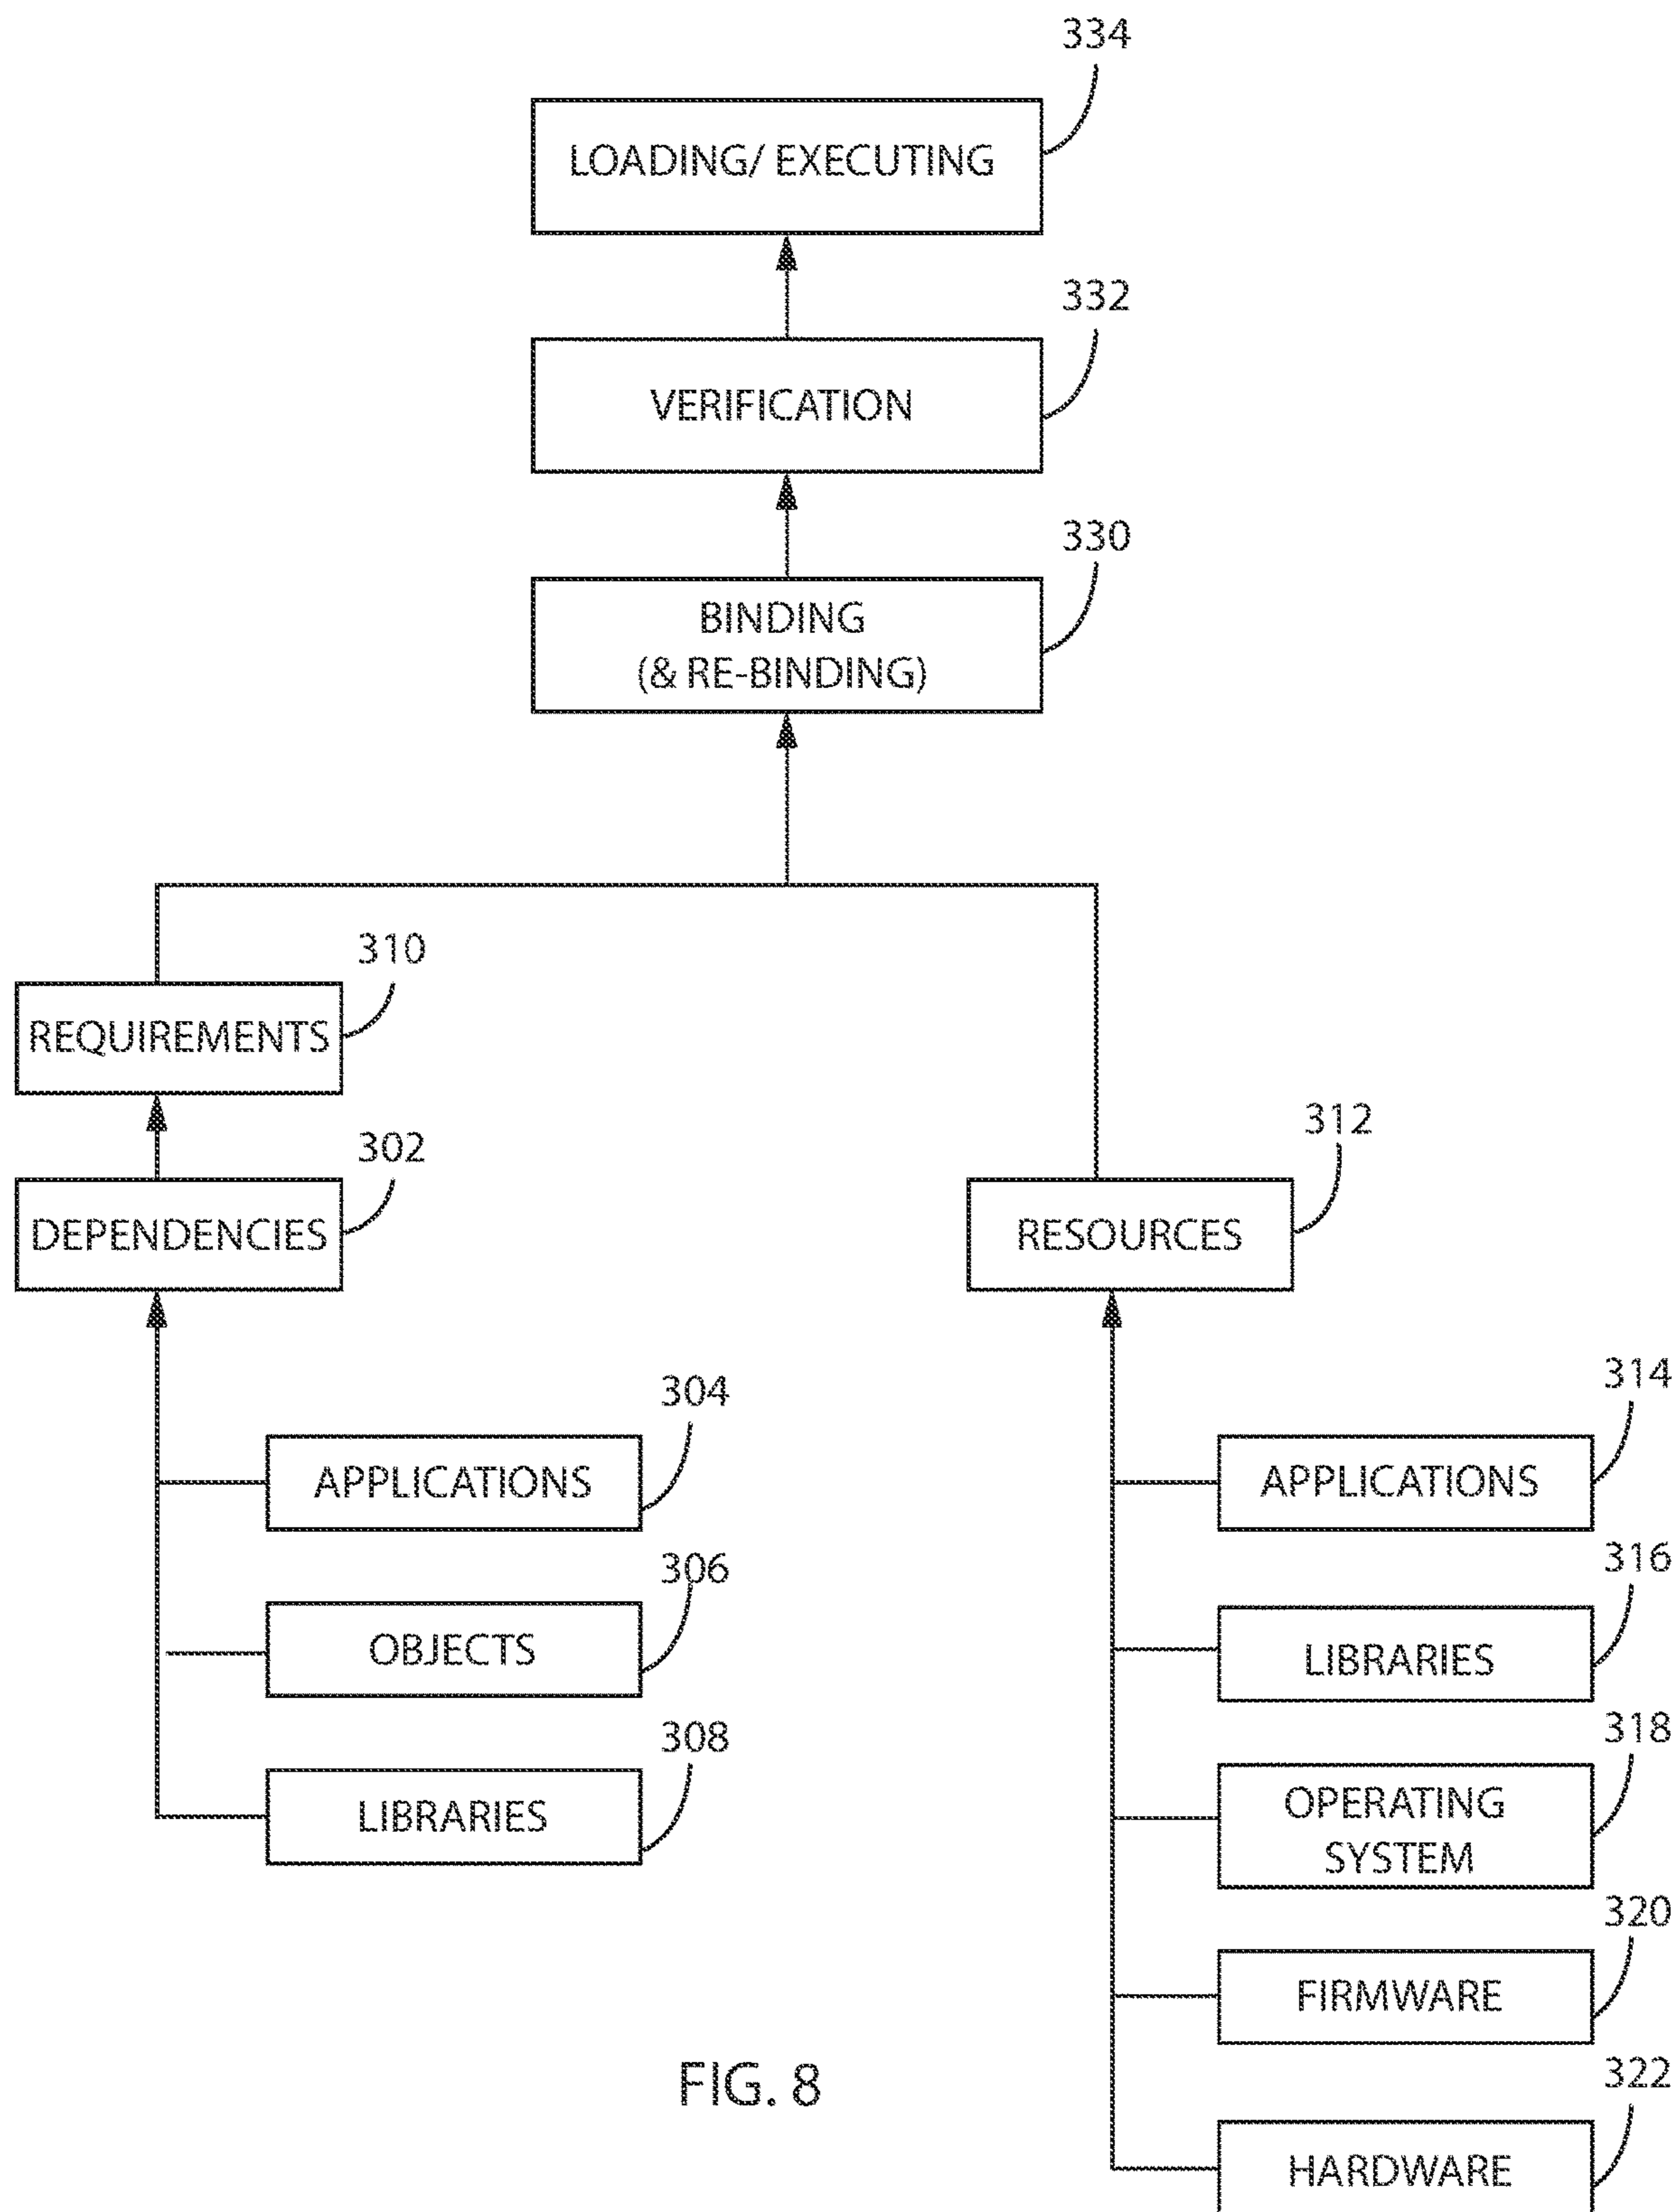 334
LOADING/ EXECUTING
332
VERIFICATION
330
BINDING
(& RE-BINDING)
310
REQUIREMENTS
302
DEPENDENCIES
312
RESOURCES
304
APPLICATIONS
306
OBJECTS
308
LIBRARIES
314
APPLICATIONS
316
LIBRARIES
318
OPERATING
SYSTEM
320
FIRMWARE
322
HARDWARE
FIG. 8